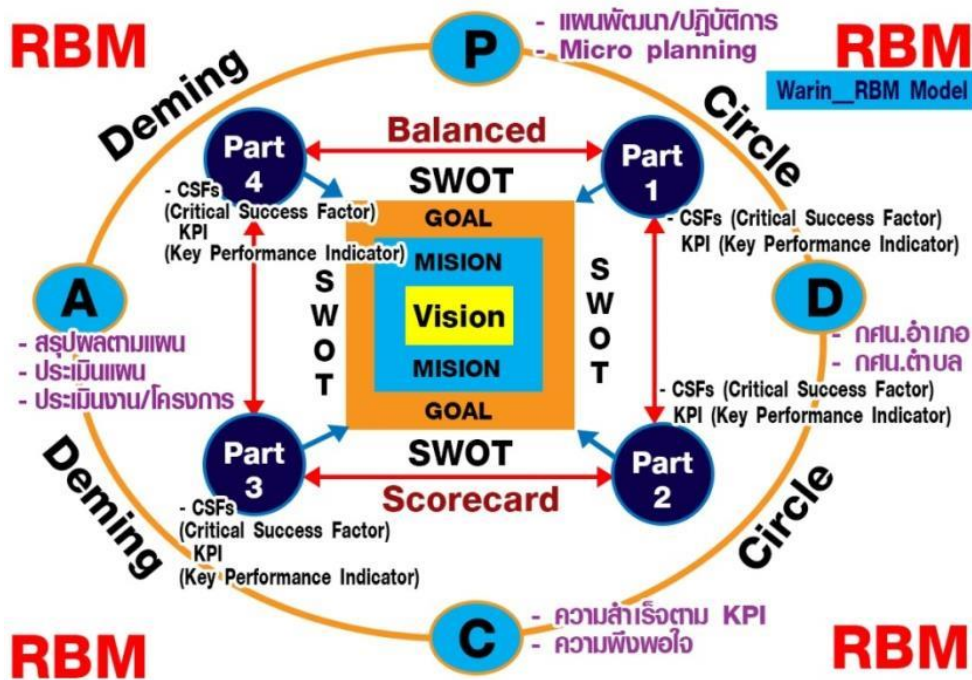 RBM
RBM
P
- แผนพัฒนา/ปฏิบัติการ
- Micro planning
Warin__RBM Model
Deming
Circle
Part
4
Balanced
Part
1
SWOT
- CSFs
(Critical Success Factor)
KPI
(Key Performance Indicator)
- CSFs (Critical Success Factor)
KPI (Key Performance Indicator)
GOAL
MISION
Vision
MISION
GOAL
SWOT
SWOT
A
- สรุปผลตามแผน
- ประเมินแผน
- ประเมินงาน/โครงการ
D
- กศน.อำเภอ
- กศน.ตำบล
- CSFs (Critical Success Factor)
KPI (Key Performance Indicator)
Part
3
SWOT
Scorecard
Part
2
- CSFs
(Critical Success Factor)
KPI
(Key Performance Indicator)
Deming
Circle
C
- ความสำเร็จตาม KPI
- ความพึงพอใจ
RBM
RBM